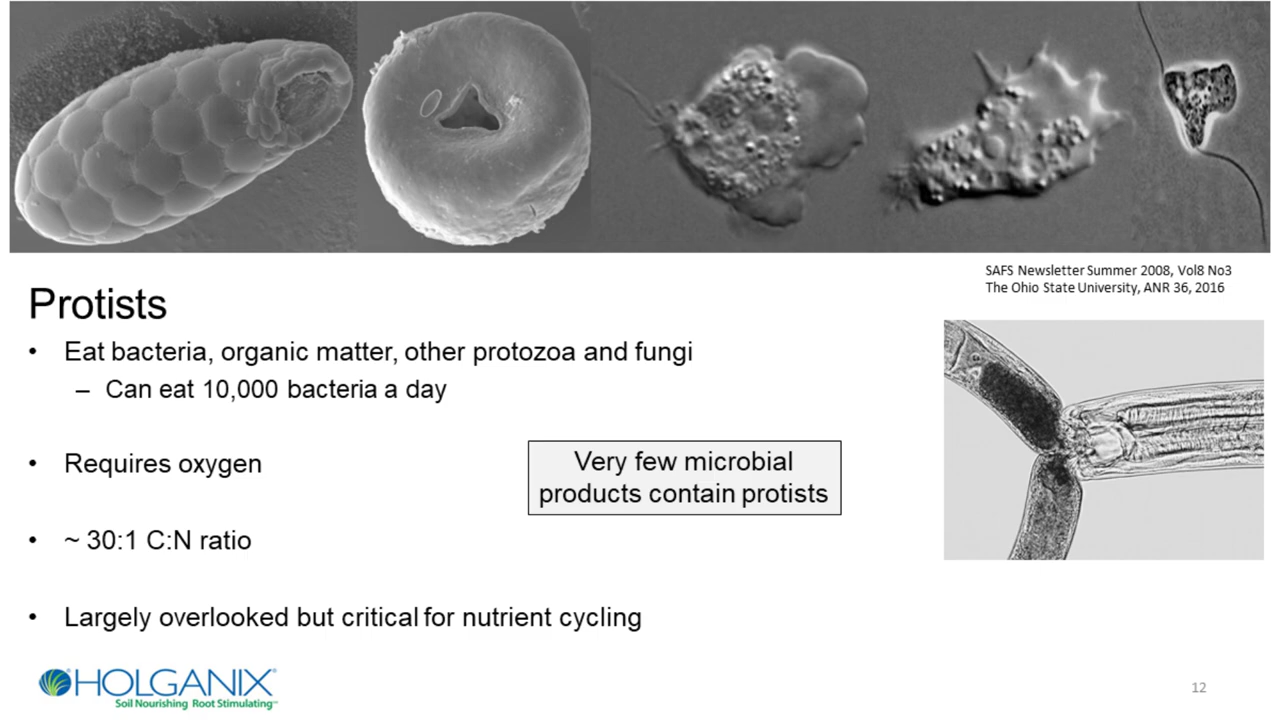 SAFS Newsletter Summer 2008, Vol8 No3
The Ohio State University, ANR 36, 2016
Protists
• Eat bacteria, organic matter, other protozoa and fungi
– Can eat 10,000 bacteria a day
• Requires oxygen
Very few microbial
products contain protists
• ~ 30:1 C:N ratio
• Largely overlooked but critical for nutrient cycling
HOLGANIX®
Soil Nourishing Root Stimulating™
12